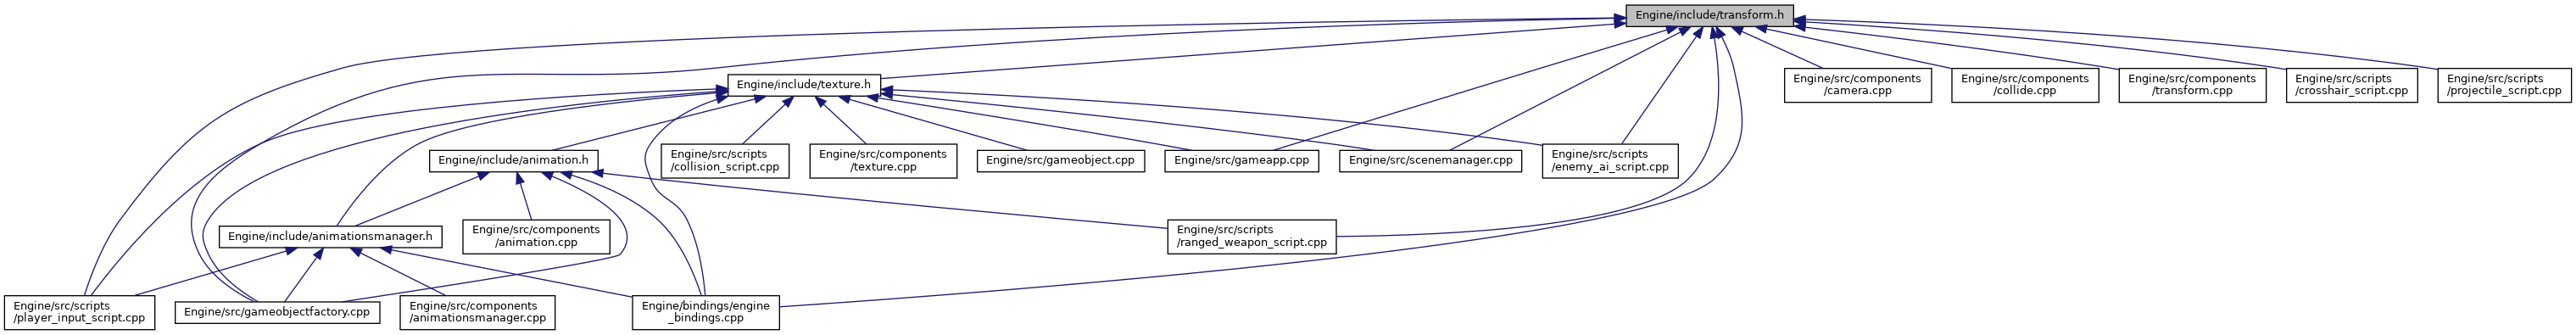 Engine/include/transform.h
Engine/include/texture.h
Engine/src/components
/camera.cpp
Engine/src/components
/collide.cpp
Engine/src/components
/transform.cpp
Engine/src/scripts
/crosshair_script.cpp
Engine/src/scripts
/projectile_script.cpp
Engine/include/animation.h
Engine/src/scripts
/collision_script.cpp
Engine/src/components
/texture.cpp
Engine/src/gameobject.cpp
Engine/src/gameapp.cpp
Engine/src/scenemanager.cpp
Engine/src/scripts
/enemy_ai_script.cpp
Engine/include/animationsmanager.h
Engine/src/components
/animation.cpp
Engine/src/scripts
/ranged_weapon_script.cpp
Engine/src/scripts
/player_input_script.cpp
Engine/src/gameobjectfactory.cpp
Engine/src/components
/animationsmanager.cpp
Engine/bindings/engine
_bindings.cpp